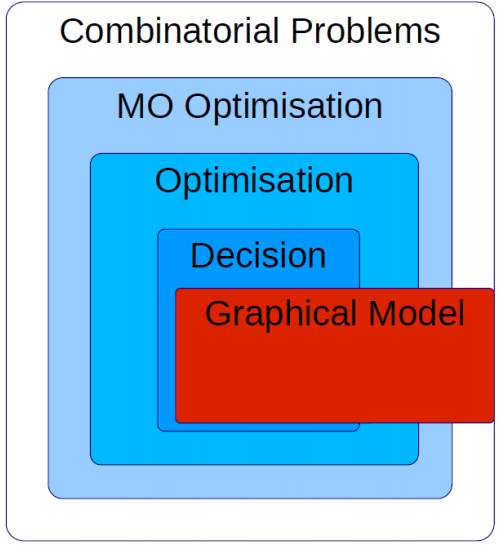 Combinatorial Problems
MO Optimisation
Optimisation
Decision
Graphical Model